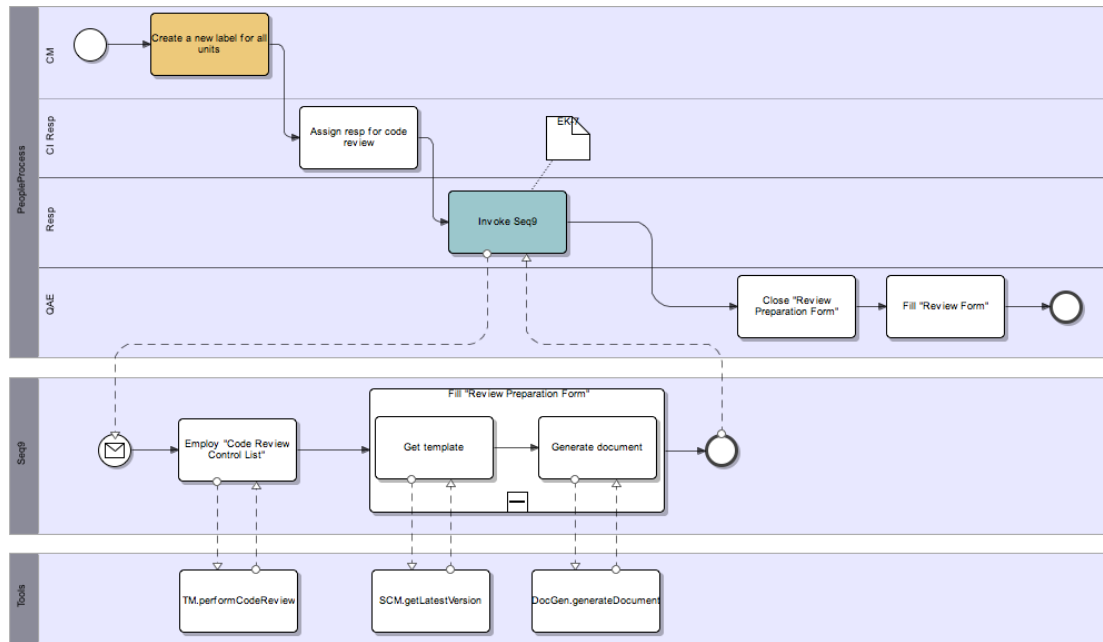 PeopleProcess
CM
Create a new label for all
units
CI Resp
Assign resp for code
review
EK-7
Resp
Invoke Seq9
QAE
Close "Review
Preparation Form"
Fill "Review Form"
Seq9
Employ "Code Review
Control List"
Fill "Review Preparation Form"
Get template
Generate document
Tools
TM.performCodeReview
SCM.getLatestVersion
DocGen.generateDocument